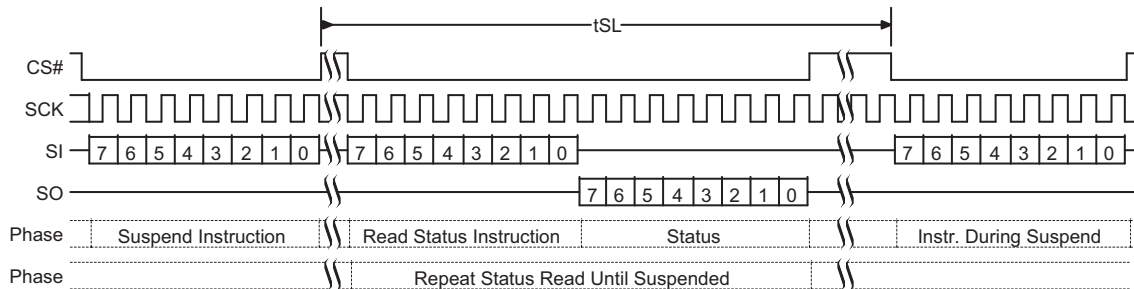 tSL
CS#
SCK
SI 7 6 5 4 3 2 1 0 7 6 5 4 3 2 1 0 7 6 5 4 3 2 1 0
SO 7 6 5 4 3 2 1 0
Phase Suspend Instruction Read Status Instruction Status Instr. During Suspend
Phase Repeat Status Read Until Suspended